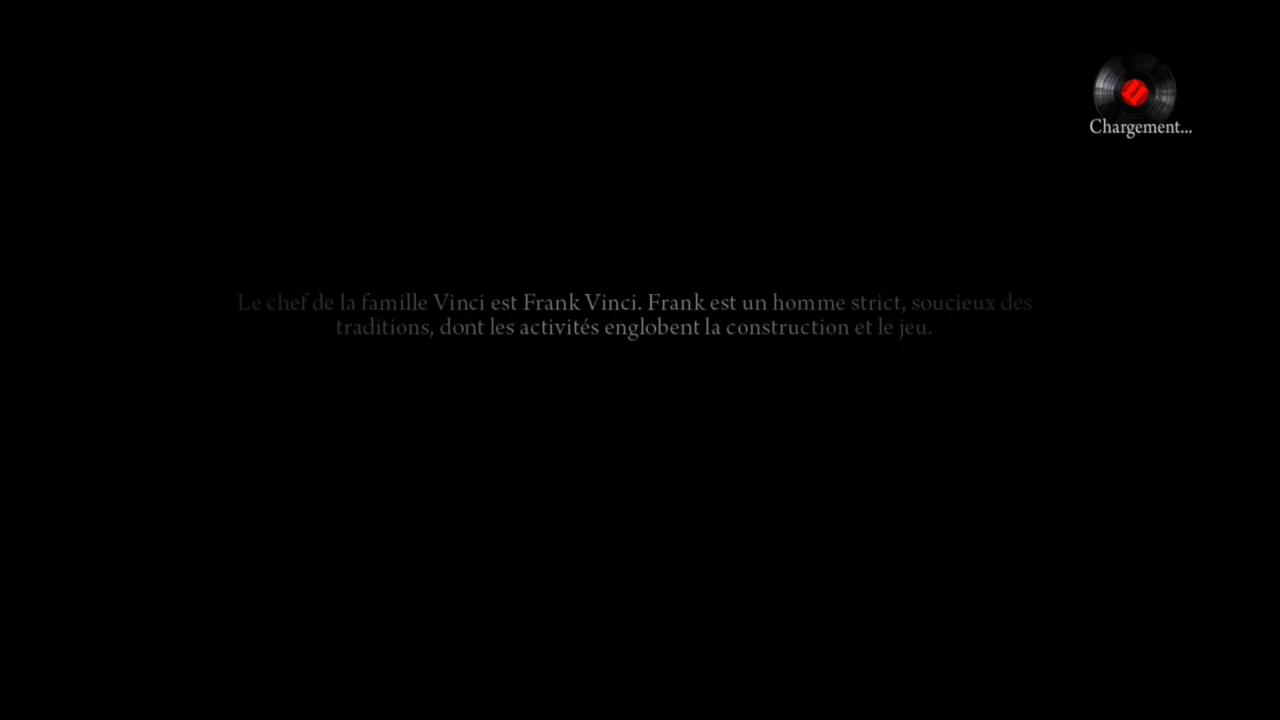 Chargement...
Le chef de la famille Vinci est Frank Vinci. Frank est un homme strict, soucieux des
traditions, dont les activités englobent la construction et le jeu.